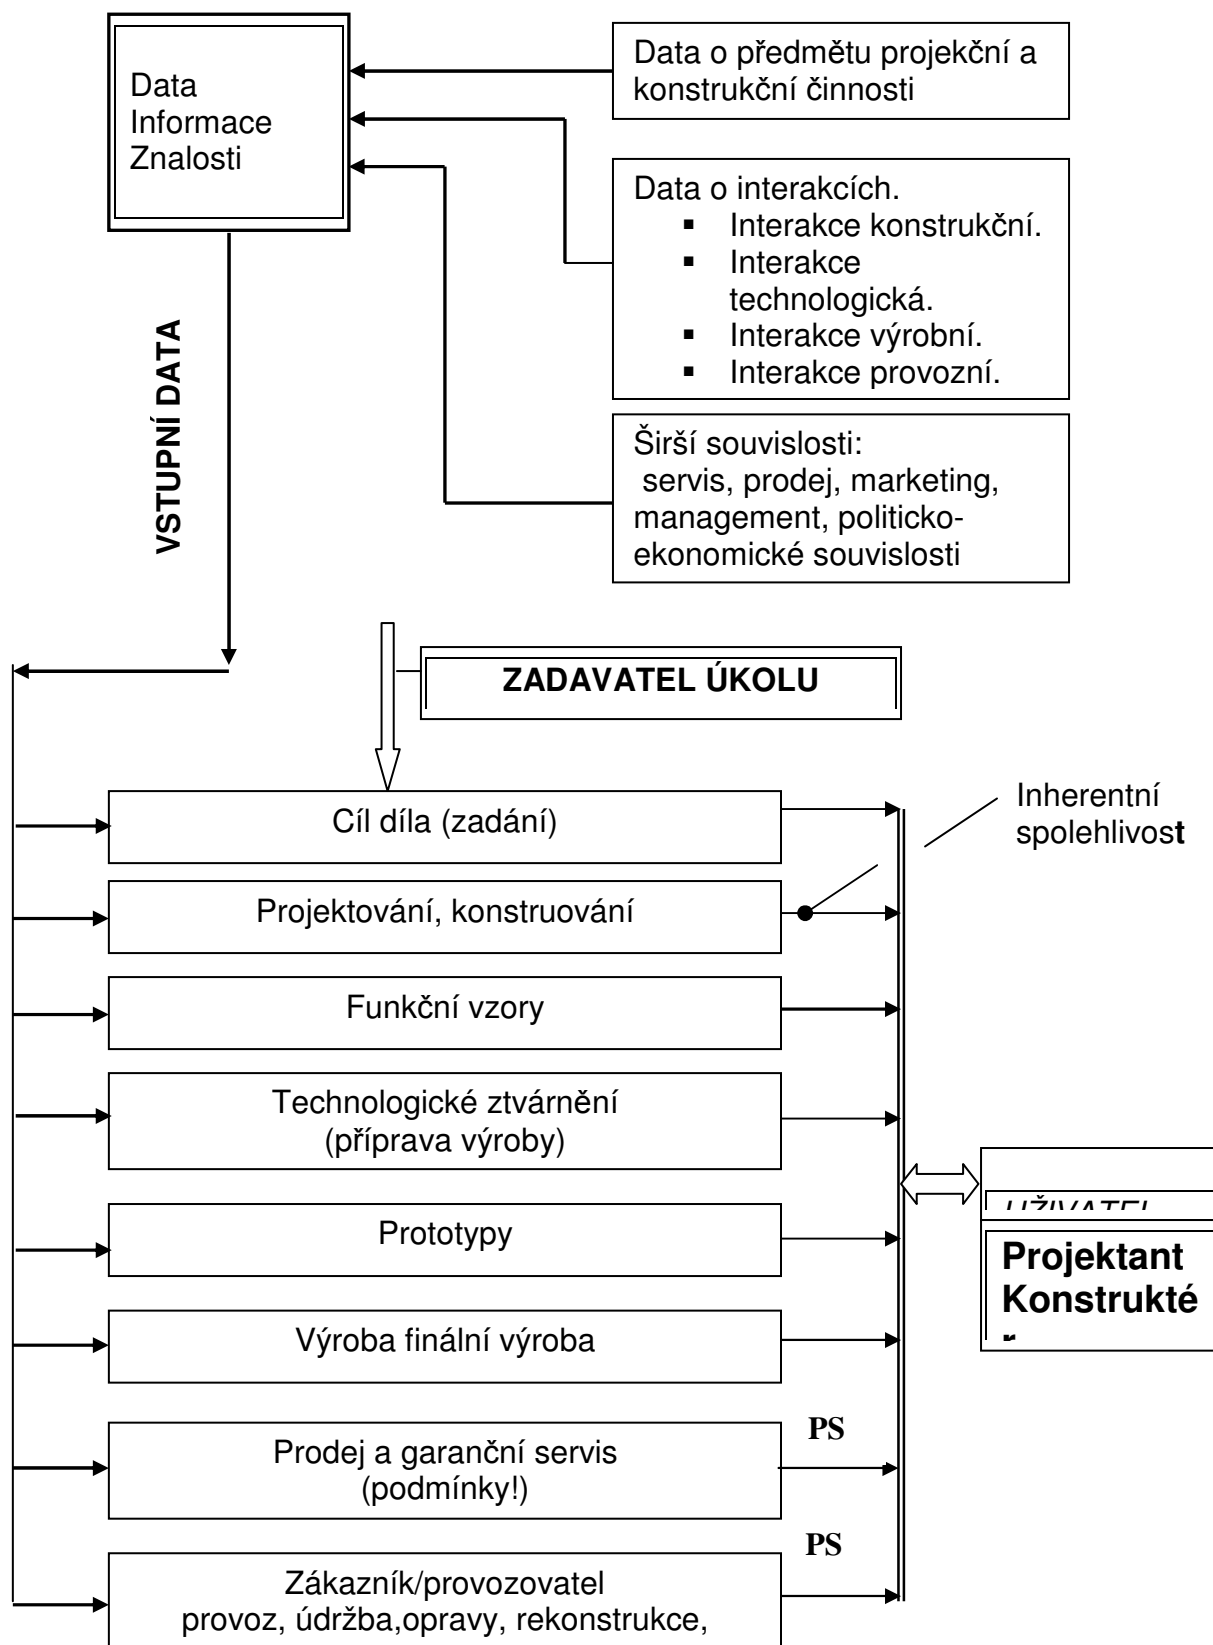 Data
Informace
Znalosti
Data o předmětu projekční a
konstrukční činnosti
Data o interakcích.
▪ Interakce konstrukční.
▪ Interakce
technologická.
▪ Interakce výrobní.
▪ Interakce provozní.
Širší souvislosti:
servis, prodej, marketing,
management, politicko-
ekonomické souvislosti
VSTUPNÍ DATA
ZADAVATEL ÚKOLU
Cíl díla (zadání)
Inherentní
spolehlivost
Projektování, konstruování
Funkční vzory
Technologické ztvárnění
(příprava výroby)
UŽIVATEL
Projektant
Konstrukté
r
Prototypy
Výroba finální výroba
PS
Prodej a garanční servis
(podmínky!)
PS
Zákazník/provozovatel
provoz, údržba,opravy, rekonstrukce,